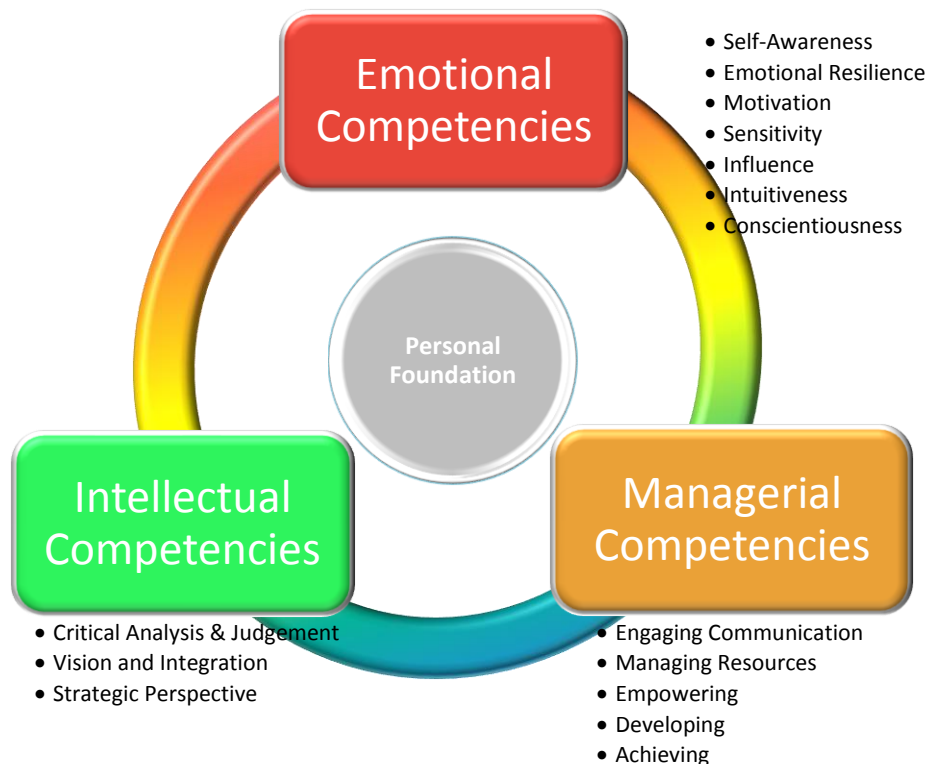 Emotional
Competencies
• Self-Awareness
• Emotional Resilience
• Motivation
• Sensitivity
• Influence
• Intuitiveness
• Conscientiousness
Personal
Foundation
Intellectual
Competencies
• Critical Analysis & Judgement
• Vision and Integration
• Strategic Perspective
Managerial
Competencies
• Engaging Communication
• Managing Resources
• Empowering
• Developing
• Achieving